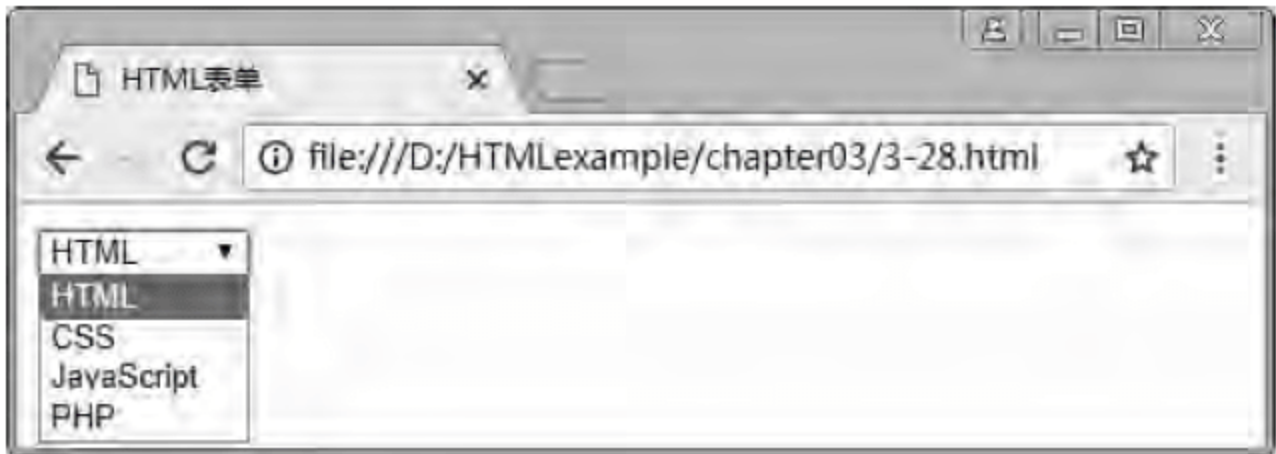 HTML表单
file:///D:/HTMLexample/chapter03/3-28.html
HTML
HTML
CSS
JavaScript
PHP